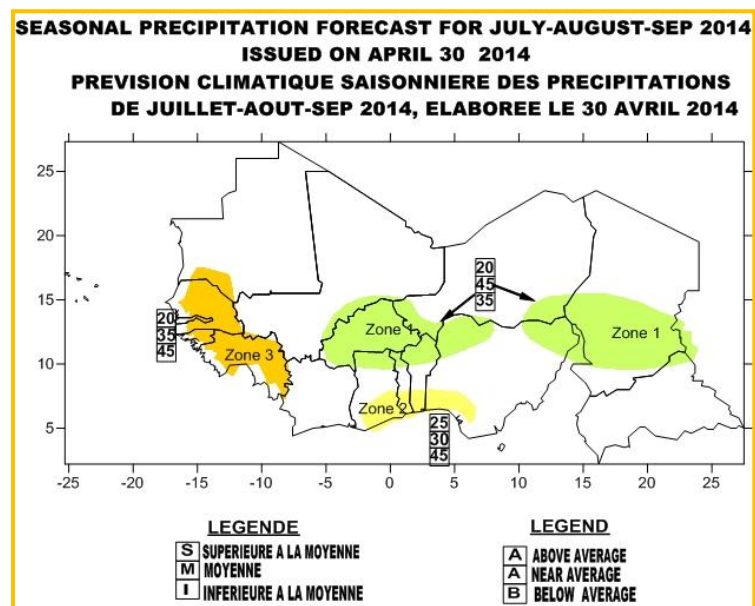 SEASONAL PRECIPITATION FORECAST FOR JULY-AUGUST-SEP 2014
ISSUED ON APRIL 30 2014
PREVISION CLIMATIQUE SAISONNIERE DES PRECIPITATIONS
DE JUILLET-AOUT-SEP 2014, ELABOREE LE 30 AVRIL 2014
25
20
15
10
5
20
45
35
20
35
45
Zone 1
Zone 1
Zone 3
Zone 2
25
30
45
-25 -20 -15 -10 -5 0 5 10 15 20 25
LEGENDE
S SUPERIEURE A LA MOYENNE
M MOYENNE
I INFERIEURE A LA MOYENNE
LEGEND
A ABOVE AVERAGE
A NEAR AVERAGE
B BELOW AVERAGE